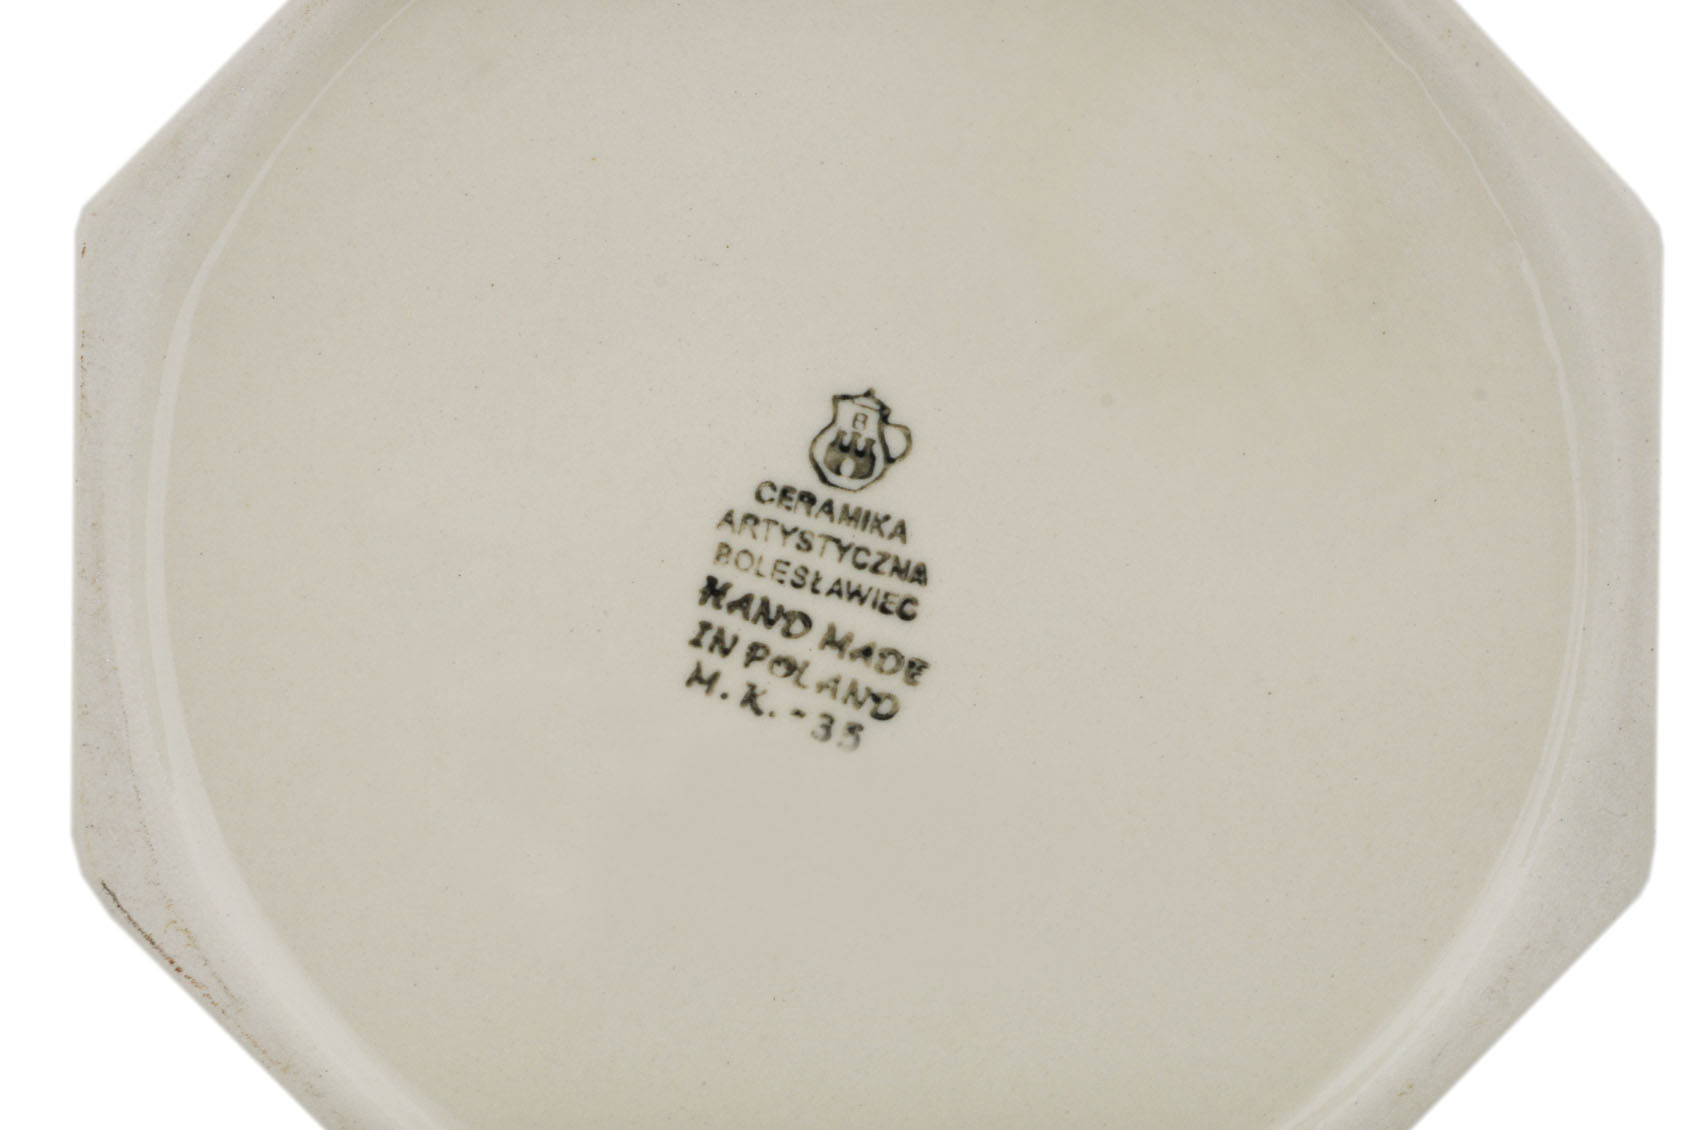 B
CERAMIKA
ARTYSTYCZNA
BOLESŁAWIEC
HAND MADE
IN POLAND
M.K.-35